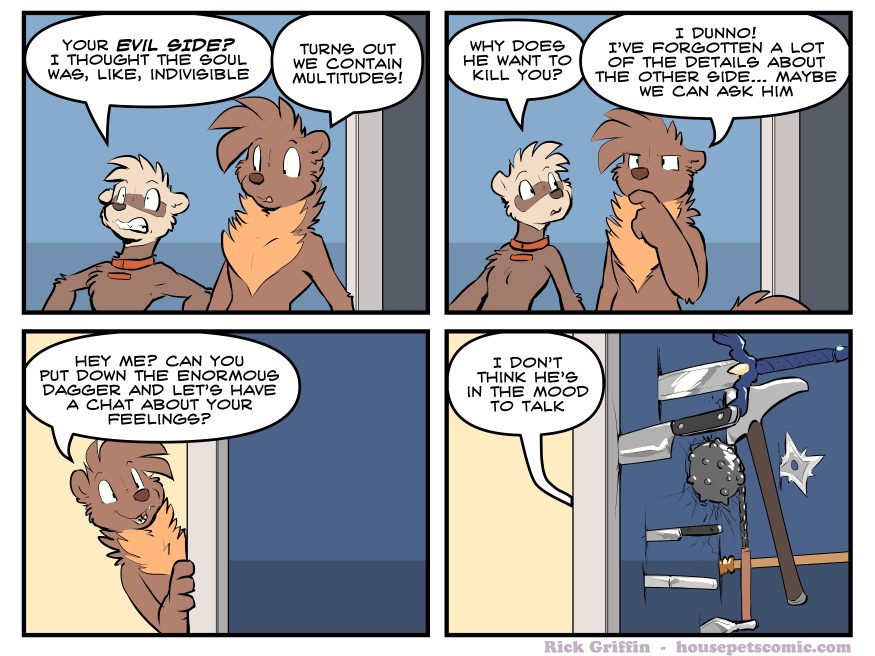 YOUR EVIL SIDE?
I THOUGHT THE SOUL
WAS, LIKE, INDIVISIBLE
TURNS OUT
WE CONTAIN
MULTITUDES!
WHY DOES
HE WANT TO
KILL YOU?
I DUNNO!
I'VE FORGOTTEN A LOT
OF THE DETAILS ABOUT
THE OTHER SIDE... MAYBE
WE CAN ASK HIM
HEY ME? CAN YOU
PUT DOWN THE ENORMOUS
DAGGER AND LET'S HAVE
A CHAT ABOUT YOUR
FEELINGS?
I DON'T
THINK HE'S
IN THE MOOD
TO TALK
Rick Griffin - housepetscomic.com